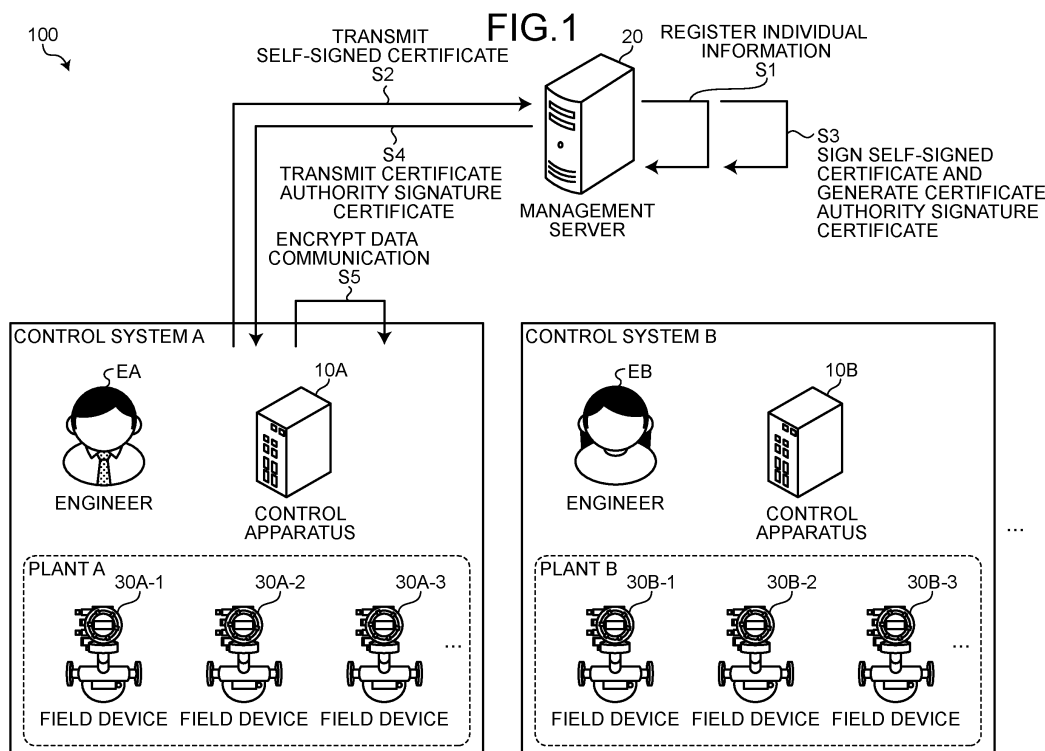 FIG.1
100
TRANSMIT
SELF-SIGNED CERTIFICATE
S2
20
REGISTER INDIVIDUAL
INFORMATION
S1
S4
TRANSMIT CERTIFICATE
AUTHORITY SIGNATURE
CERTIFICATE
MANAGEMENT
SERVER
S3
SIGN SELF-SIGNED
CERTIFICATE AND
GENERATE CERTIFICATE
AUTHORITY SIGNATURE
CERTIFICATE
ENCRYPT DATA
COMMUNICATION
S5
CONTROL SYSTEM A
EA
10A
ENGINEER
CONTROL
APPARATUS
PLANT A
30A-1
30A-2
30A-3
...
FIELD DEVICE
FIELD DEVICE
FIELD DEVICE
CONTROL SYSTEM B
EB
10B
ENGINEER
CONTROL
APPARATUS
PLANT B
30B-1
30B-2
30B-3
...
FIELD DEVICE
FIELD DEVICE
FIELD DEVICE
...